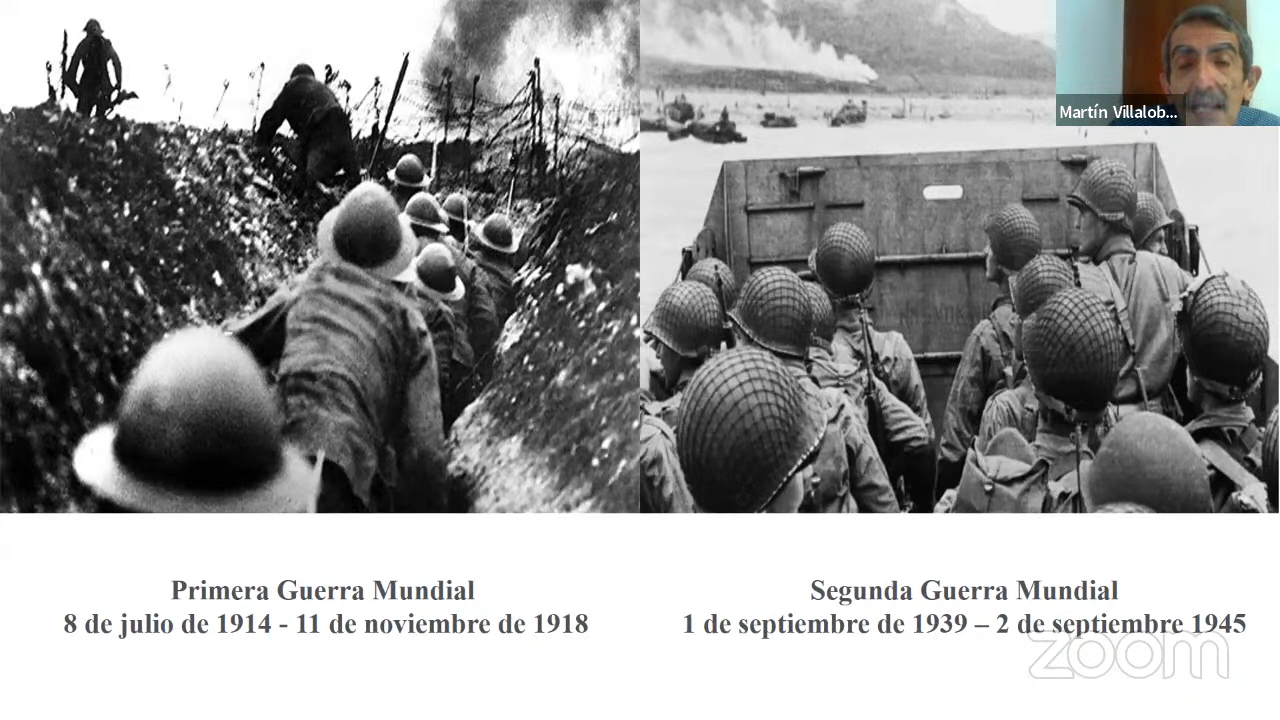 Martín Villalob...
Primera Guerra Mundial
8 de julio de 1914 - 11 de noviembre de 1918
Segunda Guerra Mundial
1 de septiembre de 1939 – 2 de septiembre 1945
zoom